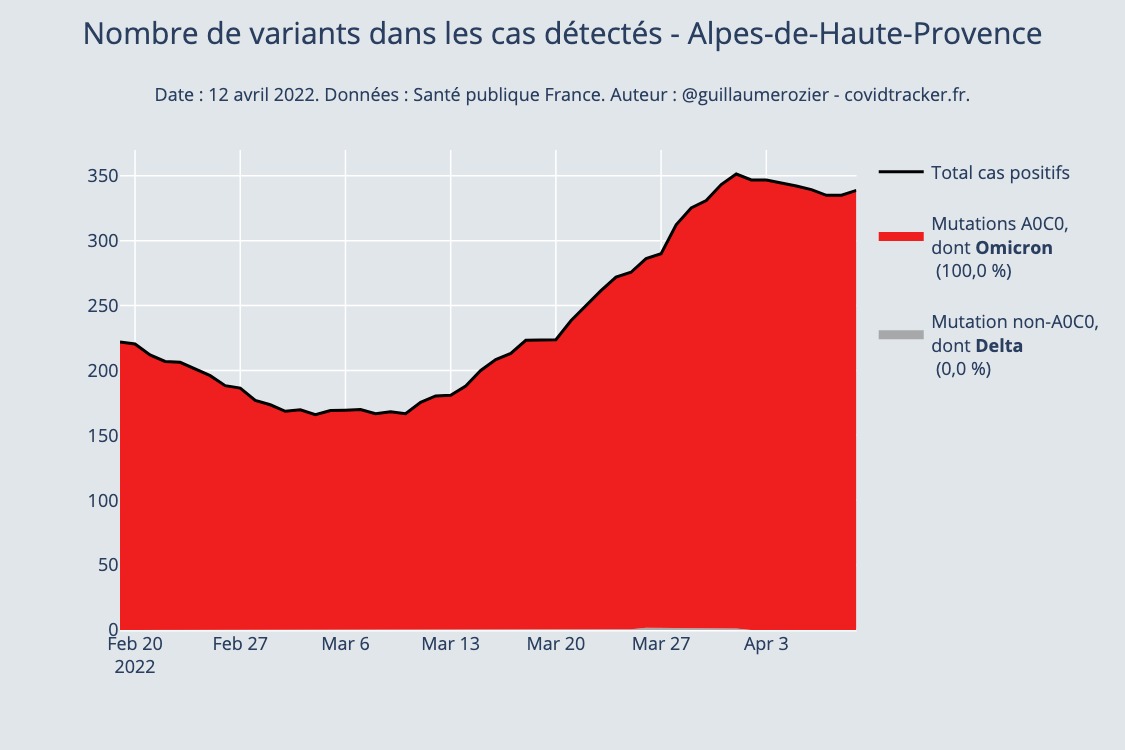 Nombre de variants dans les cas détectés - Alpes-de-Haute-Provence
Date : 12 avril 2022. Données : Santé publique France. Auteur : @guillaumerozier - covidtracker.fr.
350
300
250
200
150
100
50
0
Feb 20
2022
Feb 27
Mar 6
Mar 13
Mar 20
Mar 27
Apr 3
Total cas positifs
Mutations A0C0,
dont Omicron
(100,0 %)
Mutation non-A0C0,
dont Delta
(0,0 %)